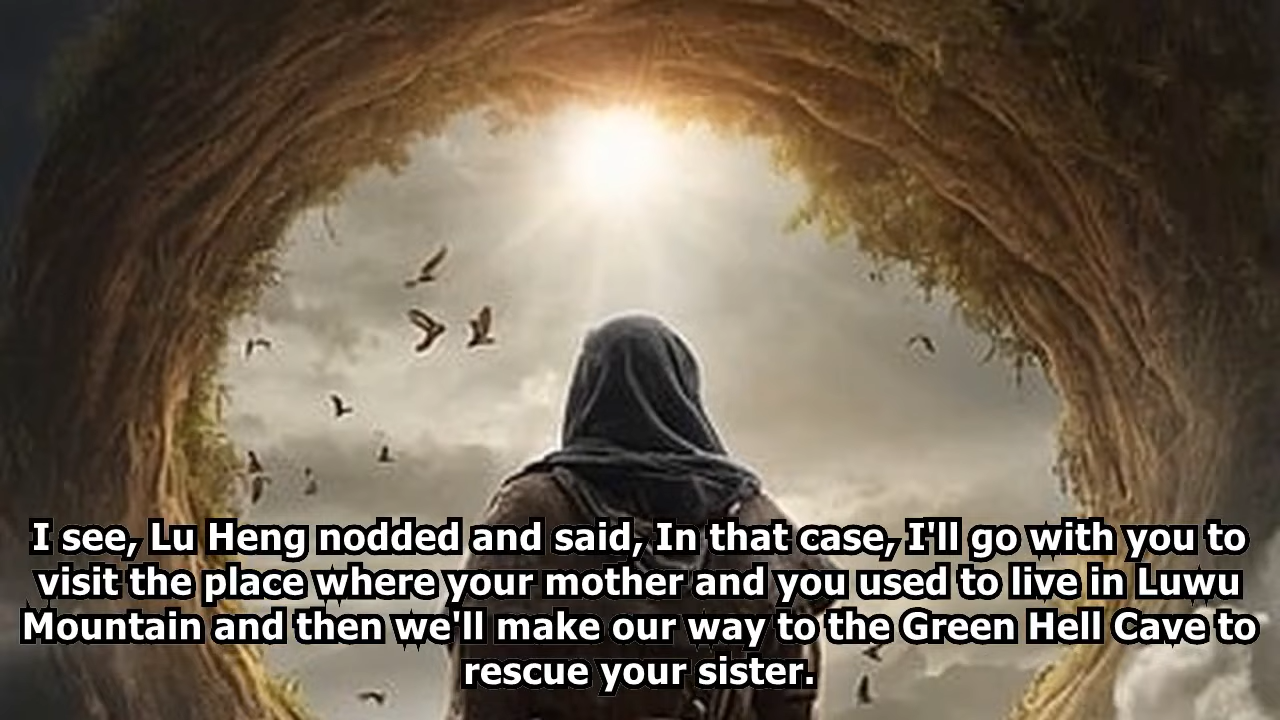 I see, Lu Heng nodded and said, In that case, I'll go with you to
visit the place where your mother and you used to live in Luwu
Mountain and then we'll make our way to the Green Hell Cave to
rescue your sister.